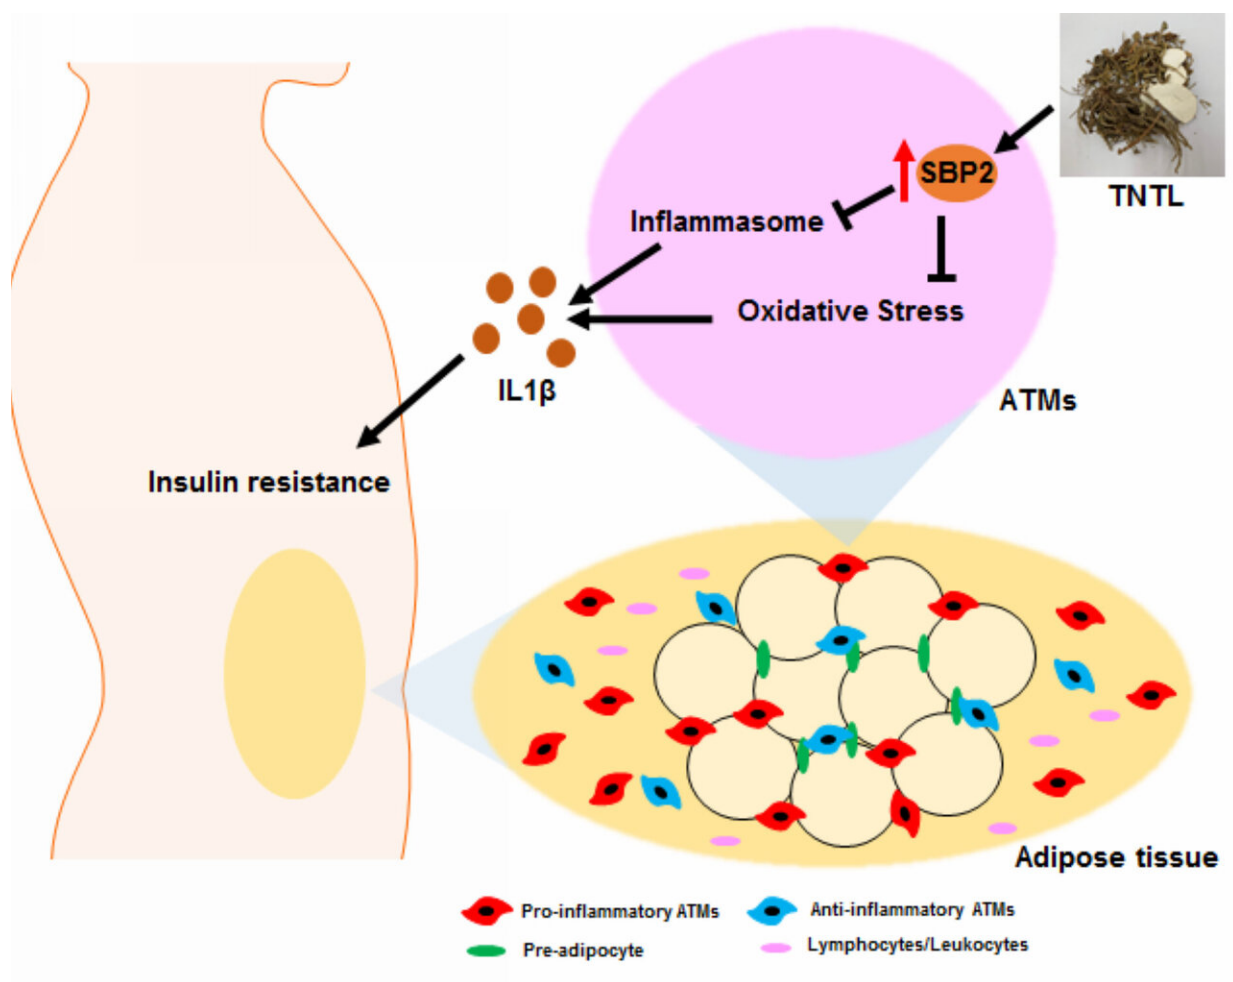 SBP2
TNTL
Inflammasome
Oxidative Stress
IL1β
ATMs
Insulin resistance
Adipose tissue
Pro-inflammatory ATMs
Anti-inflammatory ATMs
Pre-adipocyte
Lymphocytes/Leukocytes